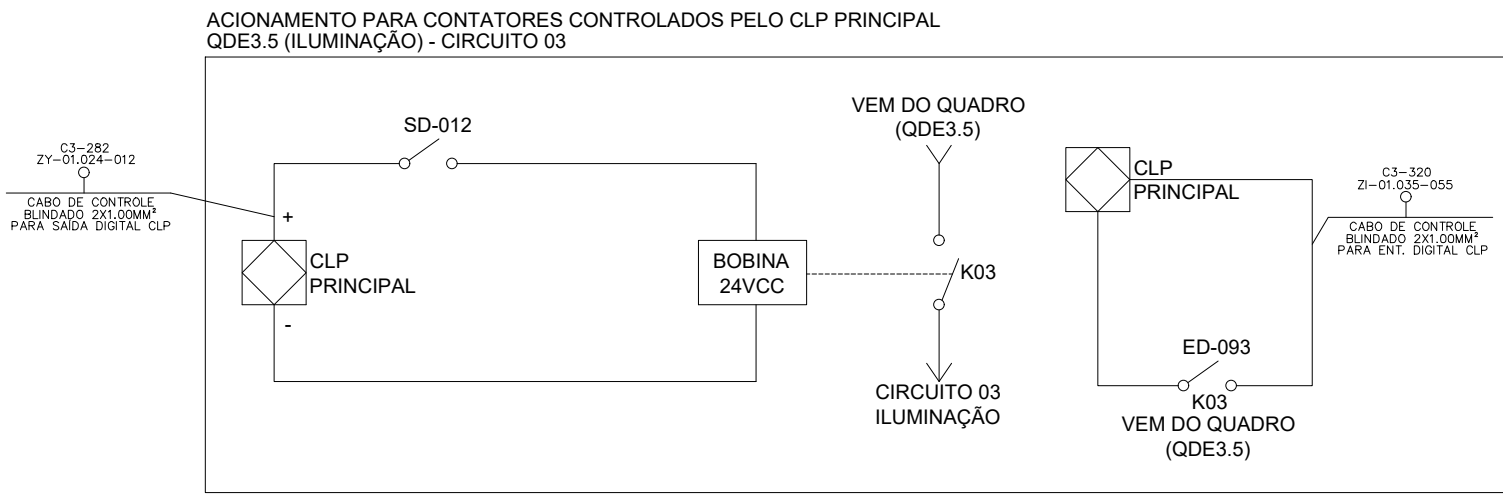 ACIONAMENTO PARA CONTATORES CONTROLADOS PELO CLP PRINCIPAL
QDE3.5 (ILUMINAÇÃO) - CIRCUITO 03
C3-282
ZY-01.024-012
CABO DE CONTROLE
BLINDADO 2X1.00MM²
PARA SAÍDA DIGITAL CLP
SD-012
+
CLP
PRINCIPAL
-
BOBINA
24VCC
VEM DO QUADRO
(QDE3.5)
K03
CIRCUITO 03
ILUMINAÇÃO
CLP
PRINCIPAL
ED-093
K03
VEM DO QUADRO
(QDE3.5)
C3-320
ZI-01.035-055
CABO DE CONTROLE
BLINDADO 2X1.00MM²
PARA ENT. DIGITAL CLP